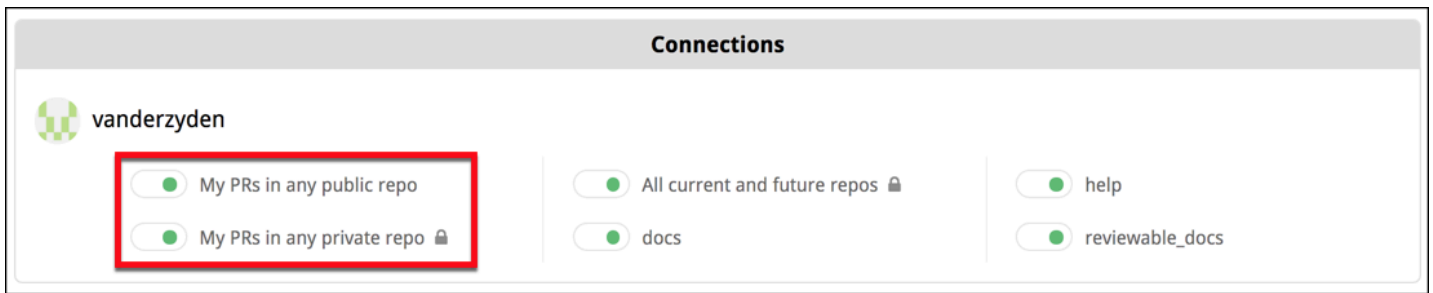 Connections
vanderzyden
My PRs in any public repo
All current and future repos
help
My PRs in any private repo
docs
reviewable_docs